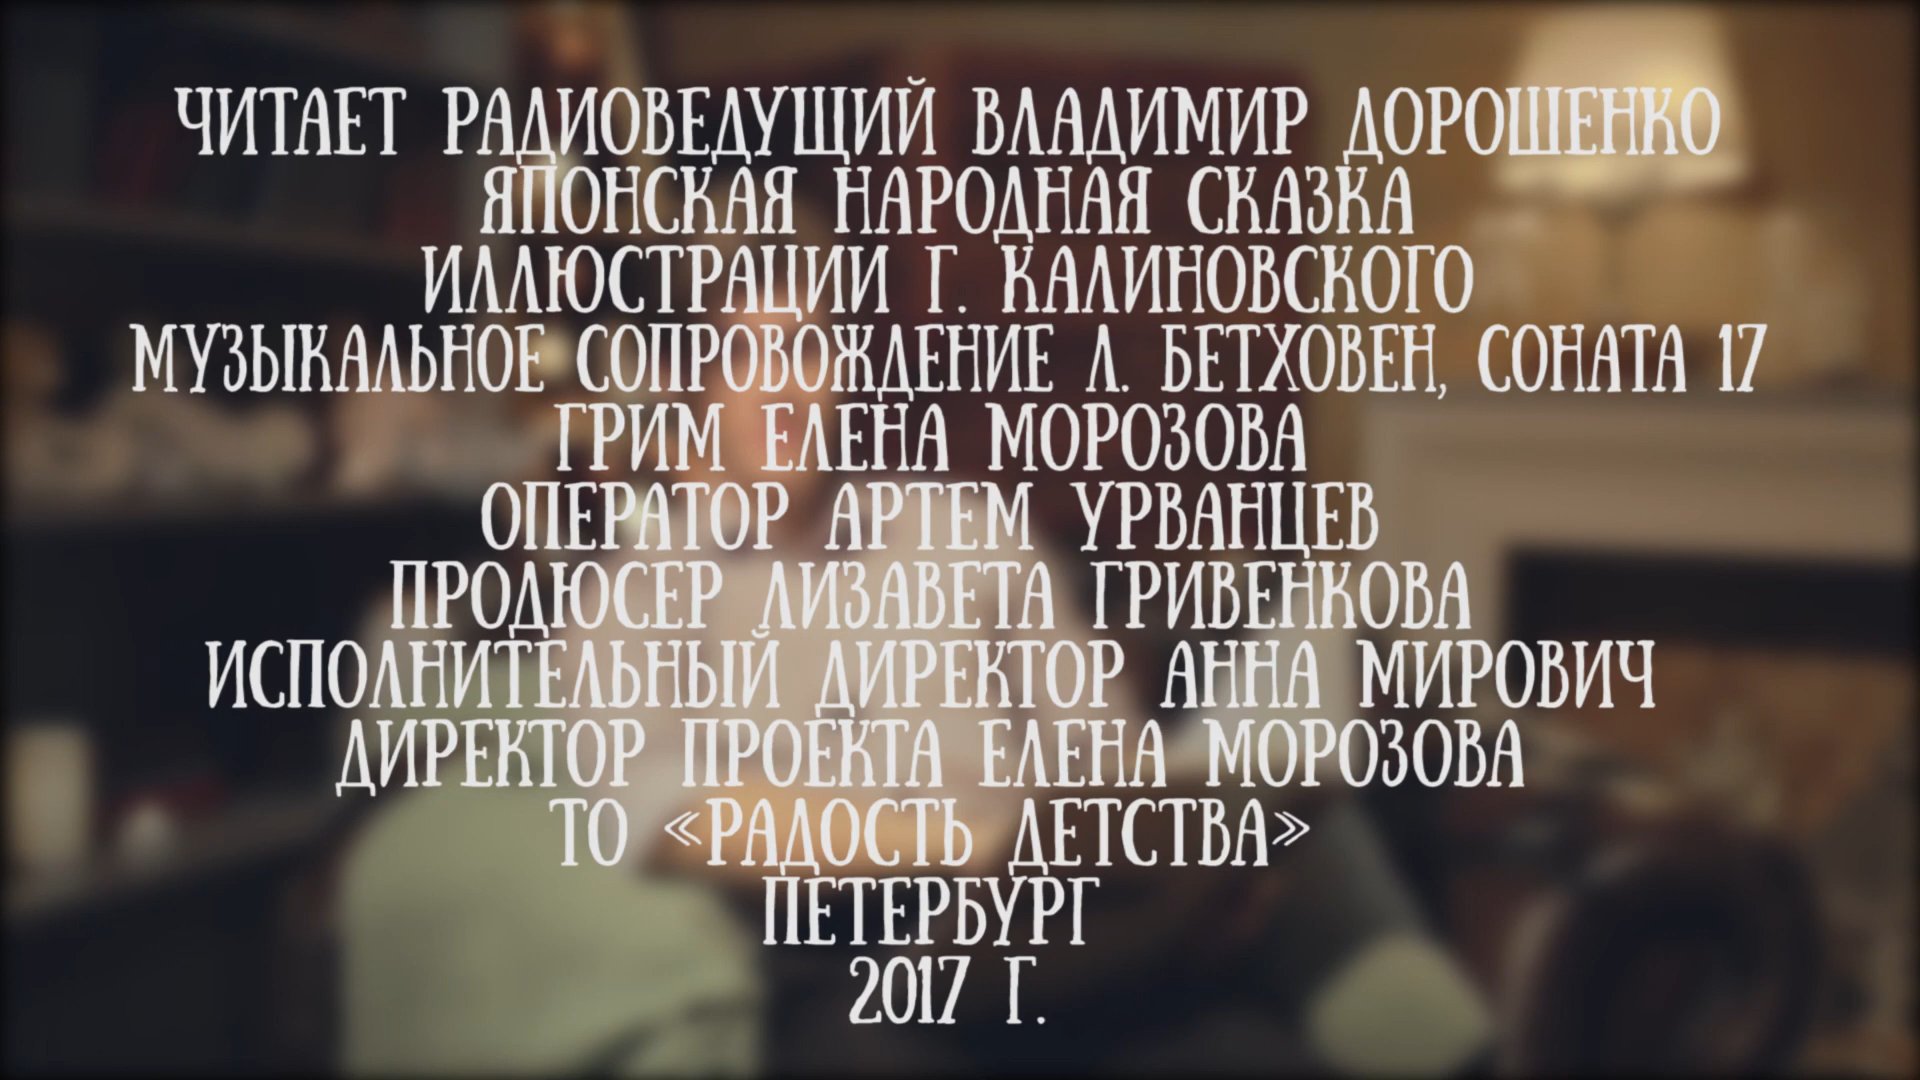 ЧИТАЕТ РАДИОВЕДУЩИЙ ВЛАДИМИР ДОРОШЕНКО
ЯПОНСКАЯ НАРОДНАЯ СКАЗКА
ИЛЛЮСТРАЦИИ Г. КАЛИНОВСКОГО
МУЗЫКАЛЬНОЕ СОПРОВОЖДЕНИЕ Л. БЕТХОВЕН, СОНАТА 17
ГРИМ ЕЛЕНА МОРОЗОВА
ОПЕРАТОР АРТЕМ УРВАНЦЕВ
ПРОДЮСЕР ЛИЗАВЕТА ГРИВЕНКОВА
ИСПОЛНИТЕЛЬНЫЙ ДИРЕКТОР АННА МИРОВИЧ
ДИРЕКТОР ПРОЕКТА ЕЛЕНА МОРОЗОВА
ТО «РАДОСТЬ ДЕТСТВА»
ПЕТЕРБУРГ
2017 Г.